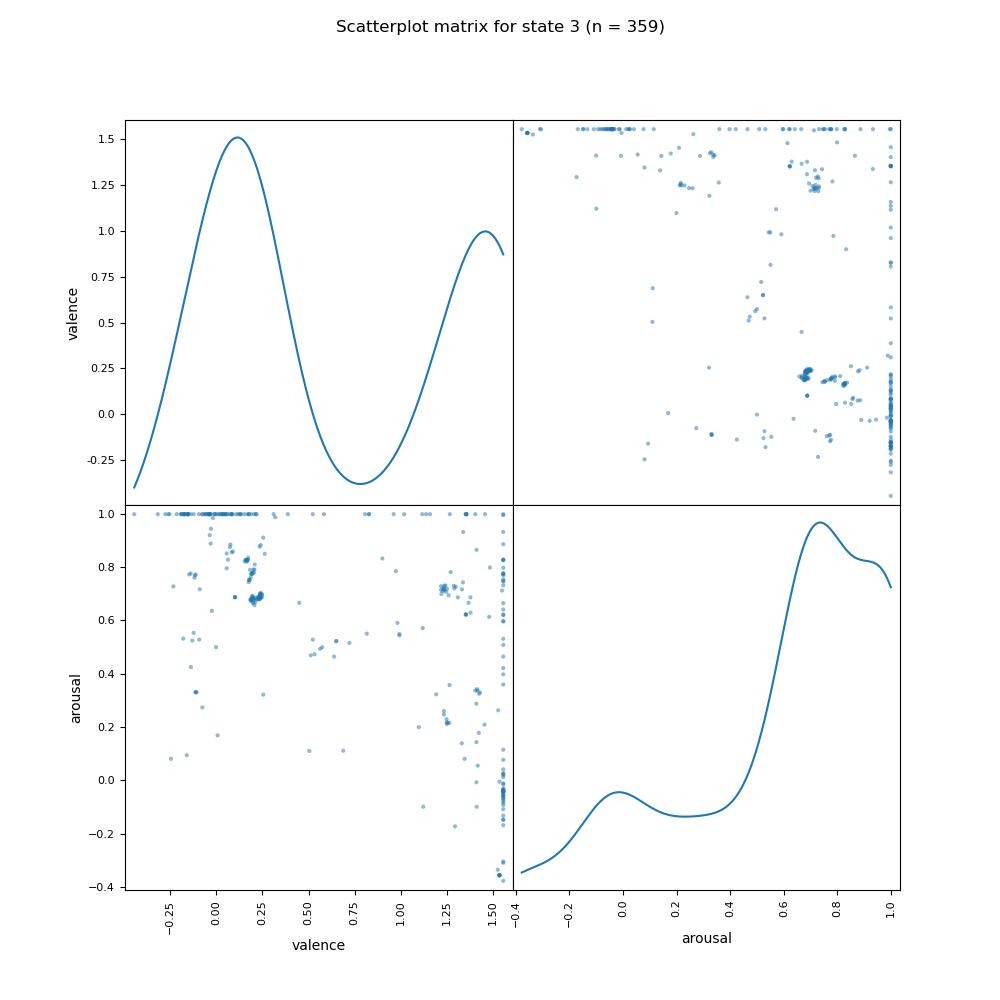 Scatterplot matrix for state 3 (n = 359)
valence
1.5
1.25
1.0
0.75
0.5
0.25
0.0
-0.25
arousal
1.0
0.8
0.6
0.4
0.2
0.0
−0.2
−0.4
−0.25 0.00 0.25 0.50 0.75 1.00 1.25 1.50
−0.4 −0.2 0.0 0.2 0.4 0.6 0.8 1.0
valence arousal